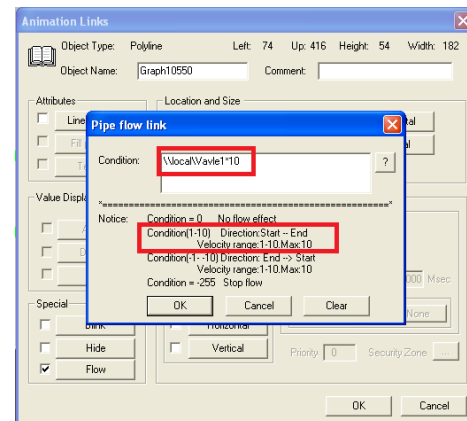 Animation Links
Object Type: Polyline Left: 74 Up: 416 Height: 54 Width: 182
Object Name: Graph10550 Comment:
Attributes Location and Size
Line
Pipe flow link
Condition: \\local\Vavle1*10 ?
Value Displa
*==================================================*
Notice: Condition = 0 No flow effect
Condition(1-10) Direction:Start -- End
Velocity range:1-10.Max:10
Condition(-1- -10) Direction: End --> Start
Velocity range:1-10.Max:10
Condition = -255 Stop flow
000 Msec
OK Cancel Clear
Special
None
Blink Horizontal
Hide Vertical Priority 0 Security Zone ...
Flow
OK Cancel